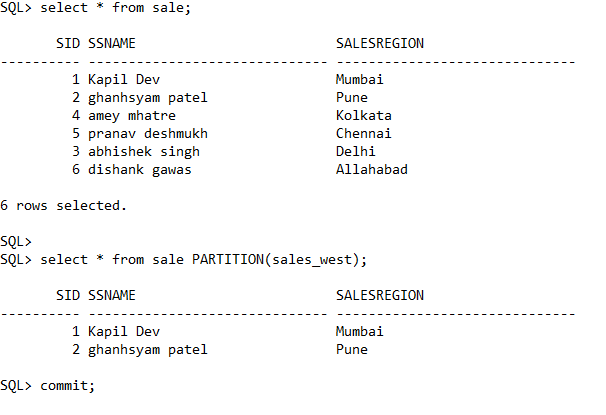 SQL> select * from sale;
SID SSNAME SALESREGION
---------- ------------------------------ ------------------------------
1 Kapil Dev Mumbai
2 ghanhsyam patel Pune
4 amey mhatre Kolkata
5 pranav deshmukh Chennai
3 abhishek singh Delhi
6 dishank gawas Allahabad
6 rows selected.
SQL>
SQL> select * from sale PARTITION(sales_west);
SID SSNAME SALESREGION
---------- ------------------------------ ------------------------------
1 Kapil Dev Mumbai
2 ghanhsyam patel Pune
SQL> commit;